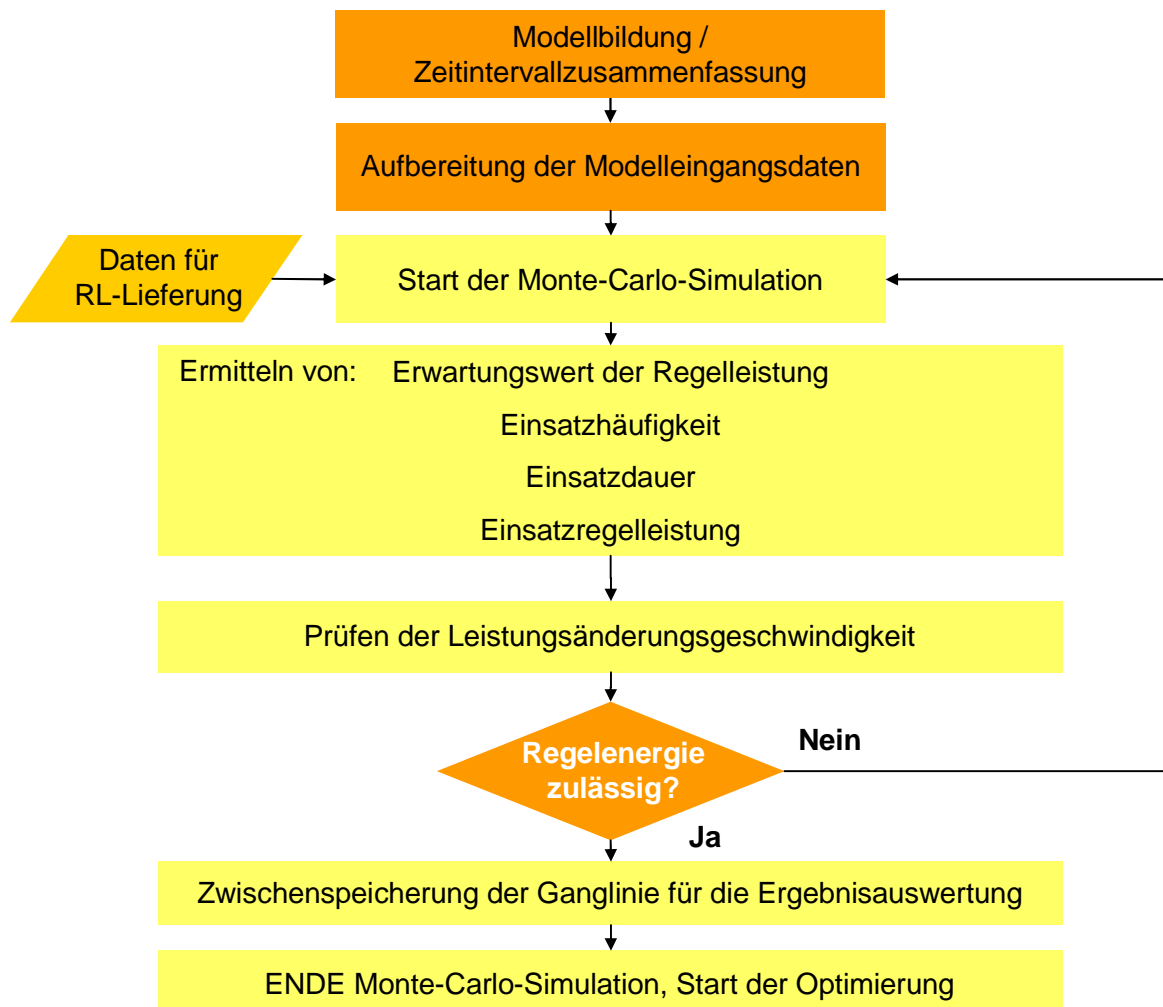 Modellbildung /
Zeitintervallzusammenfassung
Aufbereitung der Modelleingangsdaten
Daten für
RL-Lieferung
Start der Monte-Carlo-Simulation
Ermitteln von: Erwartungswert der Regelleistung
Einsatzhäufigkeit
Einsatzdauer
Einsatzregelleistung
Prüfen der Leistungsänderungsgeschwindigkeit
Regelenergie
zulässig?
Nein
Ja
Zwischenspeicherung der Ganglinie für die Ergebnisauswertung
ENDE Monte-Carlo-Simulation, Start der Optimierung